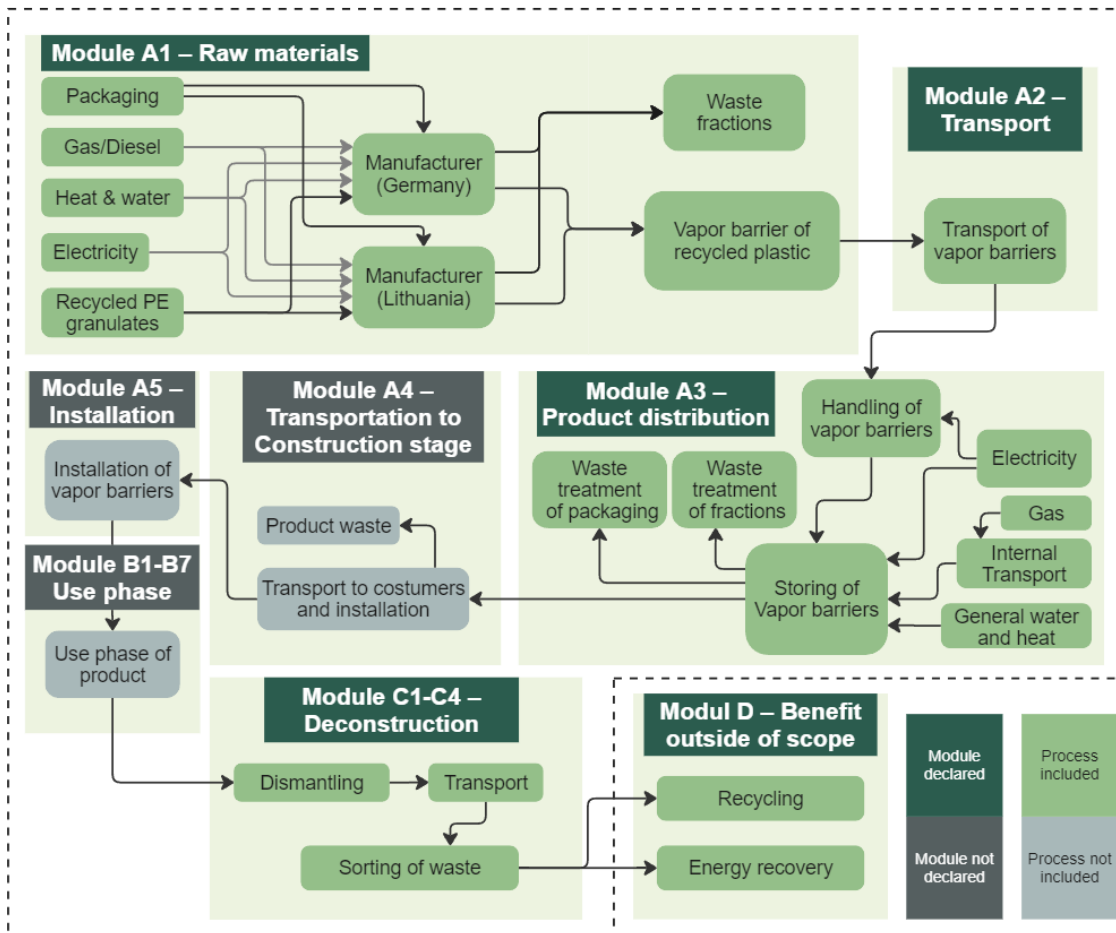 Module A1 – Raw materials
Packaging
Gas/Diesel
Heat & water
Electricity
Recycled PE
granulates
Manufacturer
(Germany)
Manufacturer
(Lithuania)
Waste
fractions
Vapor barrier of
recycled plastic
Module A2 –
Transport
Transport of
vapor barriers
Module A5 –
Installation
Installation of
vapor barriers
Module B1-B7
Use phase
Use phase of
product
Module A4 –
Transportation to
Construction stage
Product waste
Transport to costumers
and installation
Module A3 –
Product distribution
Handling of
vapor barriers
Waste
treatment
of packaging
Waste
treatment
of fractions
Electricity
Gas
Internal
Transport
General water
and heat
Storing of
Vapor barriers
Module C1-C4 –
Deconstruction
Dismantling
Transport
Sorting of waste
Modul D – Benefit
outside of scope
Recycling
Energy recovery
Module
declared
Process
included
Module not
declared
Process not
included